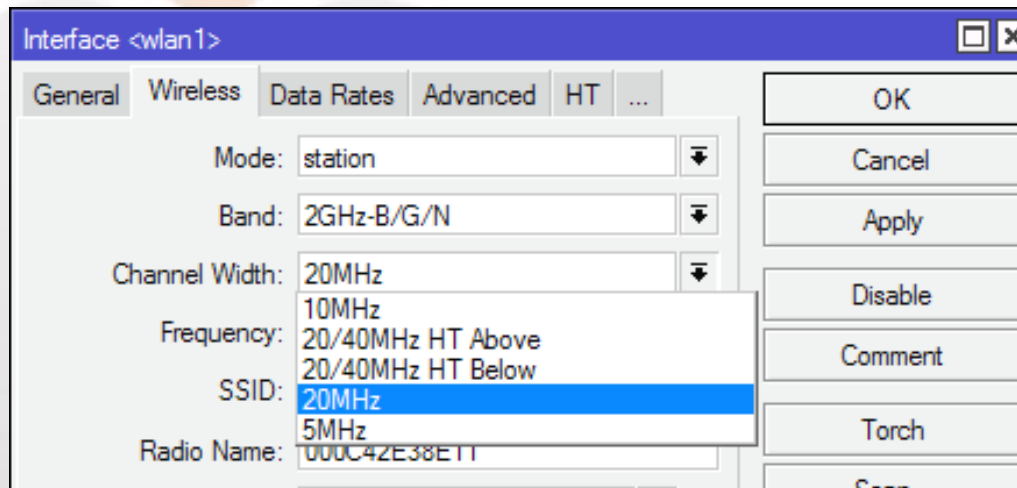 Interface <wlan1>
General Wireless Data Rates Advanced HT ...
Mode: station
Band: 2GHz-B/G/N
Channel Width: 20MHz
10MHz
20/40MHz HT Above
20/40MHz HT Below
20MHz
5MHz
Frequency:
SSID:
Radio Name: 000C42E38E11
OK
Cancel
Apply
Disable
Comment
Torch